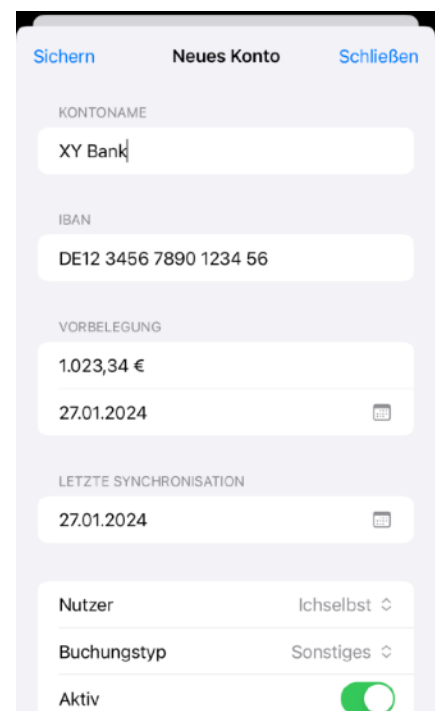 Sichern Neues Konto Schließen
KONTONAME
XY Bank
IBAN
DE12 3456 7890 1234 56
VORBELEGUNG
1.023,34 €
27.01.2024
LETZTE SYNCHRONISATION
27.01.2024
Nutzer Ichselbst
Buchungstyp Sonstiges
Aktiv